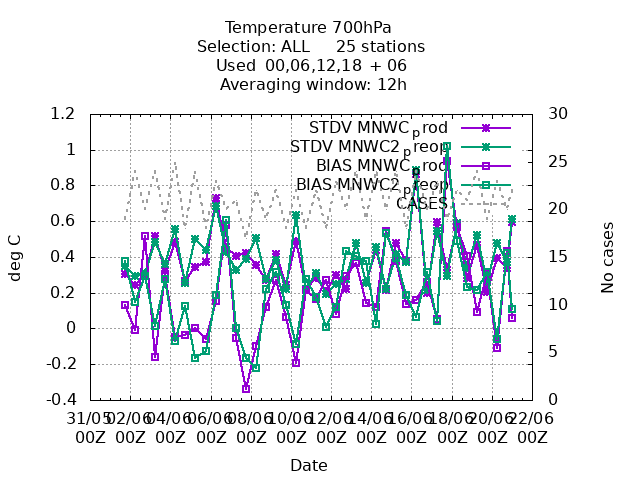 Temperature 700hPa
Selection: ALL 25 stations
Used 00,06,12,18 + 06
Averaging window: 12h
1.2
1
0.8
0.6
0.4
0.2
0
-0.2
-0.4
deg C
30
25
20
15
10
5
0
No cases
STDV MNWCprod
STDV MNWC2preop
BIAS MNWCprod
BIAS MNWC2preop
CASES
31/05 02/06 04/06 06/06 08/06 10/06 12/06 14/06 16/06 18/06 20/06 22/06
00Z 00Z 00Z 00Z 00Z 00Z 00Z 00Z 00Z 00Z 00Z 00Z
Date